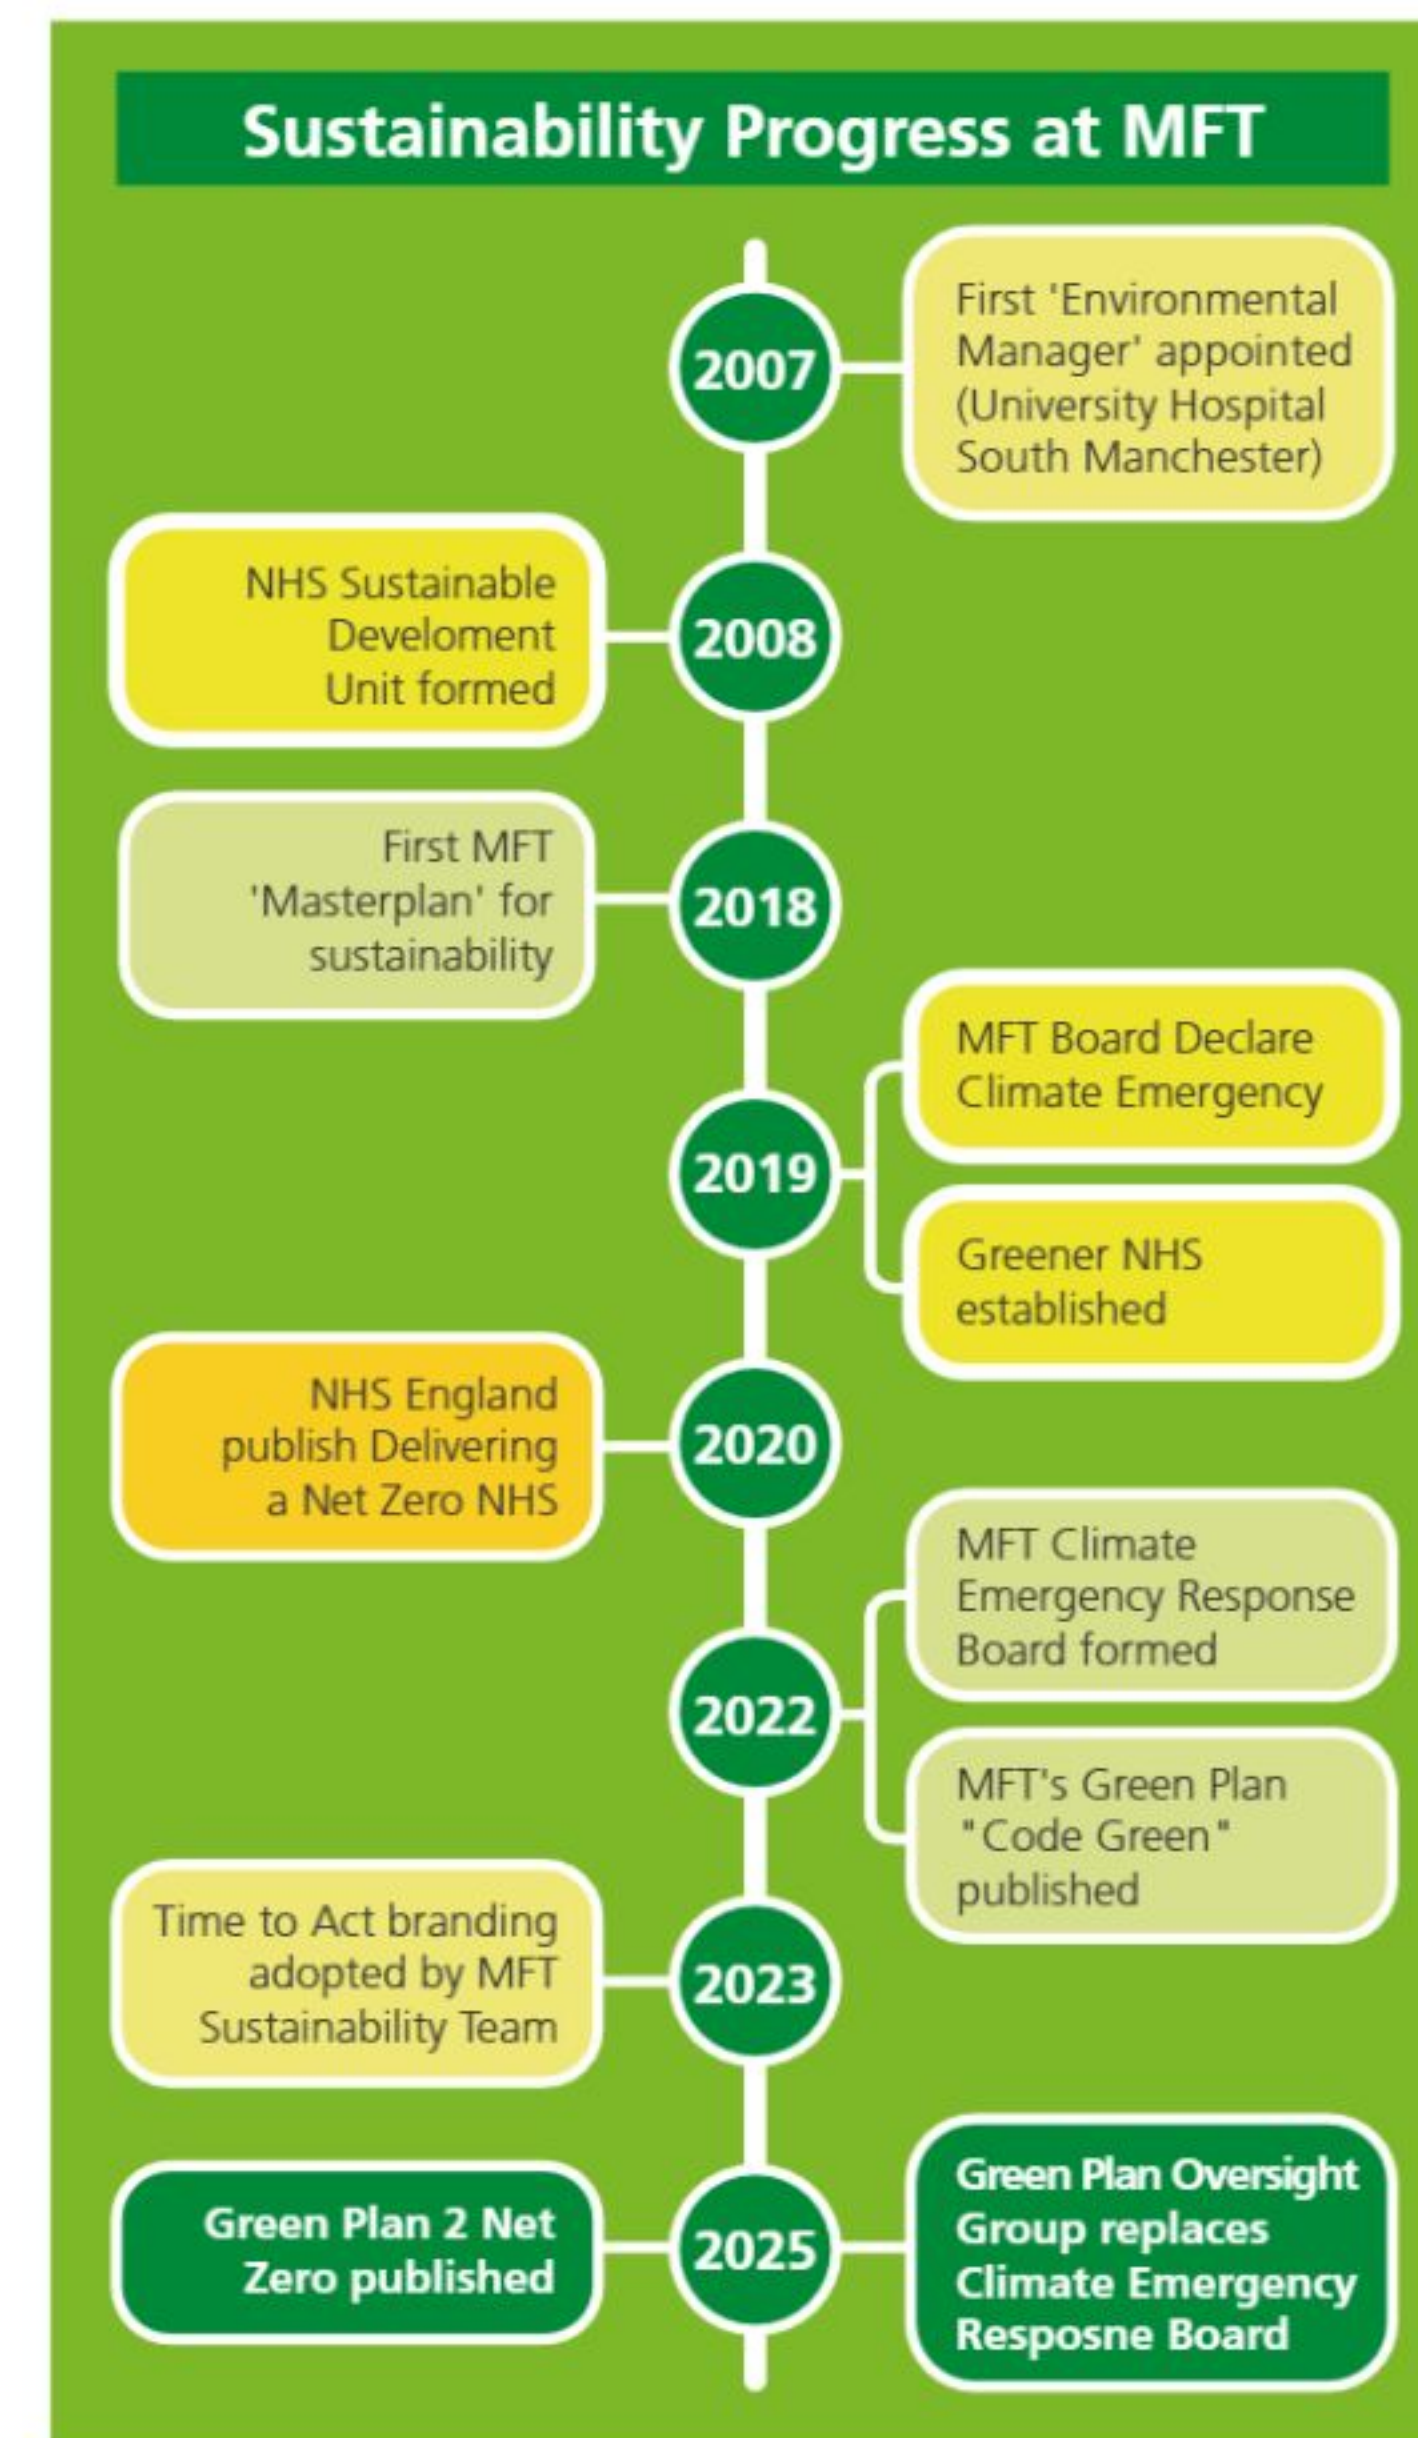 Sustainability Progress at MFT
2007
First 'Environmental
Manager' appointed
(University Hospital
South Manchester)
NHS Sustainable
Develoment
Unit formed
2008
First MFT
'Masterplan' for
sustainability
2018
2019
MFT Board Declare
Climate Emergency
Greener NHS
established
NHS England
publish Delivering
a Net Zero NHS
2020
2022
MFT Climate
Emergency Response
Board formed
MFT's Green Plan
"Code Green"
published
Time to Act branding
adopted by MFT
Sustainability Team
2023
Green Plan 2 Net
Zero published
2025
Green Plan Oversight
Group replaces
Climate Emergency
Resposne Board